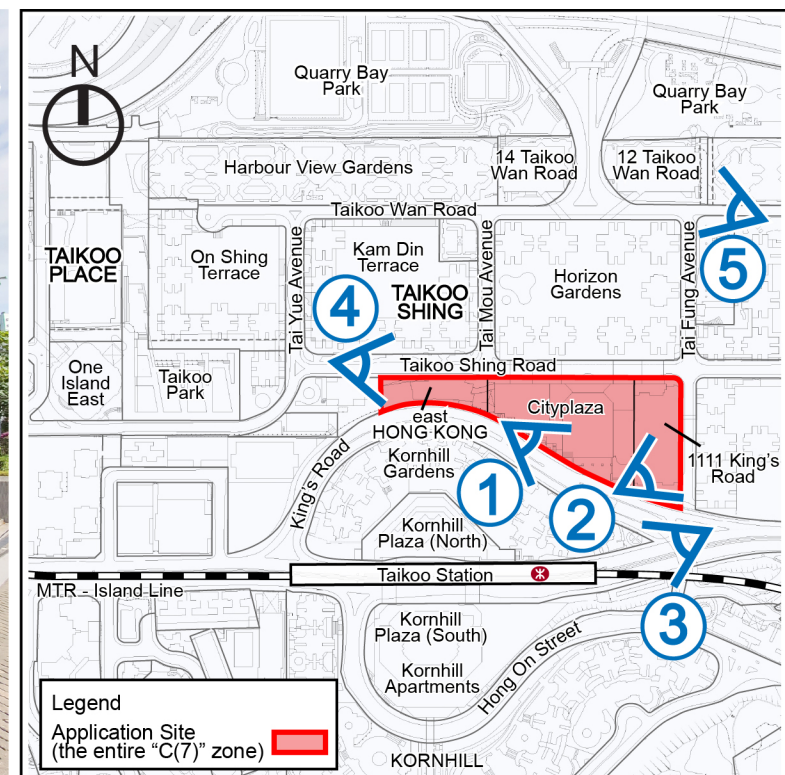 N
Quarry Bay
Park
Quarry Bay
Park
Harbour View Gardens
14 Taikoo
Wan Road
12 Taikoo
Wan Road
Taikoo Wan Road
TAIKOO
PLACE
On Shing
Terrace
Tai Yue Avenue
Kam Din
Terrace
TAIKOO
SHING
Tai Mou Avenue
Horizon
Gardens
Tai Fung Avenue
5
4
One
Island
East
Taikoo
Park
Taikoo Shing Road
east
HONG KONG
Cityplaza
1111 King's
Road
King's Road
Kornhill
Gardens
1
2
Kornhill
Plaza (North)
Taikoo Station
MTR - Island Line
3
Kornhill
Plaza (South)
Kornhill
Apartments
Hong On Street
KORNHILL
Legend
Application Site
(the entire “C(7)” zone)